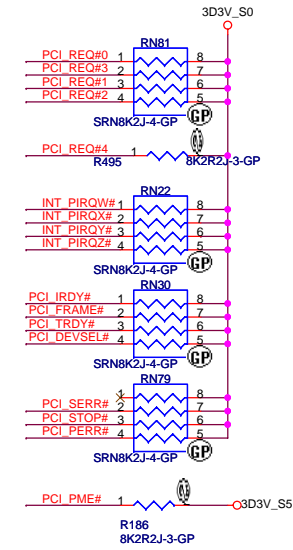 3D3V_S0
RN81
PCI_REQ#0 1 8
PCI_REQ#3 2 7
PCI_REQ#1 3 6
PCI_REQ#2 4 5
SRN8K2J-4-GP GP
PCI_REQ#4 1
R495 8K2R2J-3-GP
RN22
INT_PIRQW# 1 8
INT_PIRQX# 2 7
INT_PIRQY# 3 6
INT_PIRQZ# 4 5
SRN8K2J-4-GP GP
RN30
PCI_IRDY# 1 8
PCI_FRAME# 2 7
PCI_TRDY# 3 6
PCI_DEVSEL# 4 5
SRN8K2J-4-GP GP
RN79
1 8
PCI_SERR# 2 7
PCI_STOP# 3 6
PCI_PERR# 4 5
SRN8K2J-4-GP GP
PCI_PME# 1 3D3V_S5
R186
8K2R2J-3-GP